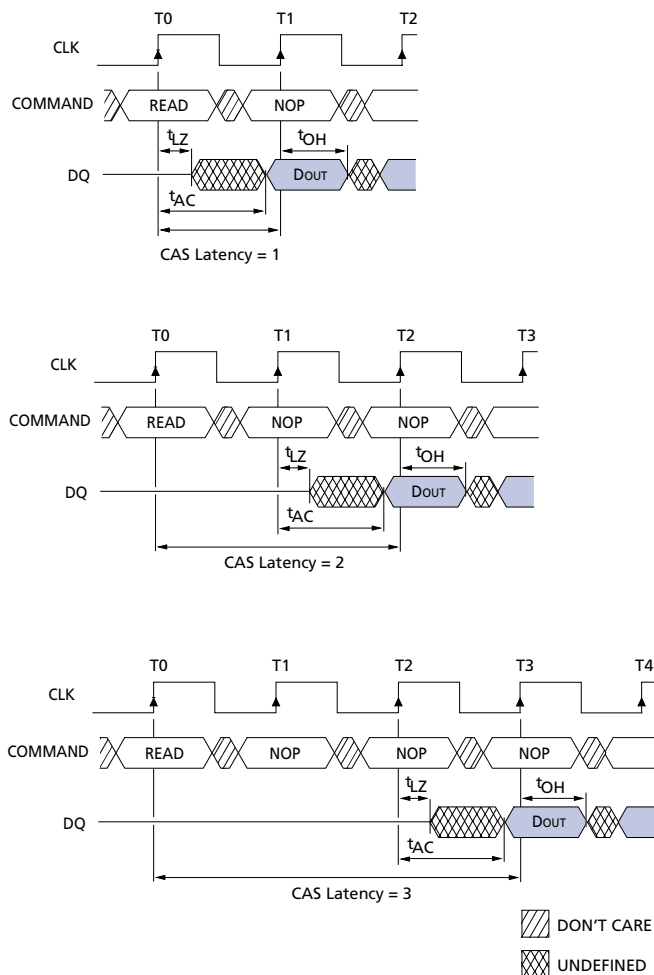 T0 T1 T2
CLK
COMMAND READ NOP
tLZ tOH
DQ DOUT
tAC
CAS Latency = 1
T0 T1 T2 T3
CLK
COMMAND READ NOP NOP
tLZ tOH
DQ DOUT
tAC
CAS Latency = 2
T0 T1 T2 T3 T4
CLK
COMMAND READ NOP NOP NOP
tLZ tOH
DQ DOUT
tAC
CAS Latency = 3
DON'T CARE
UNDEFINED